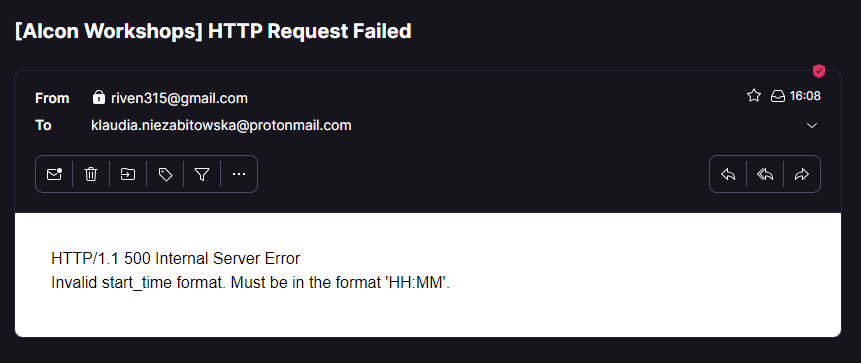 [AIcon Workshops] HTTP Request Failed
From riven315@gmail.com 16:08
To klaudia.niezabitowska@protonmail.com
HTTP/1.1 500 Internal Server Error
Invalid start_time format. Must be in the format 'HH:MM'.